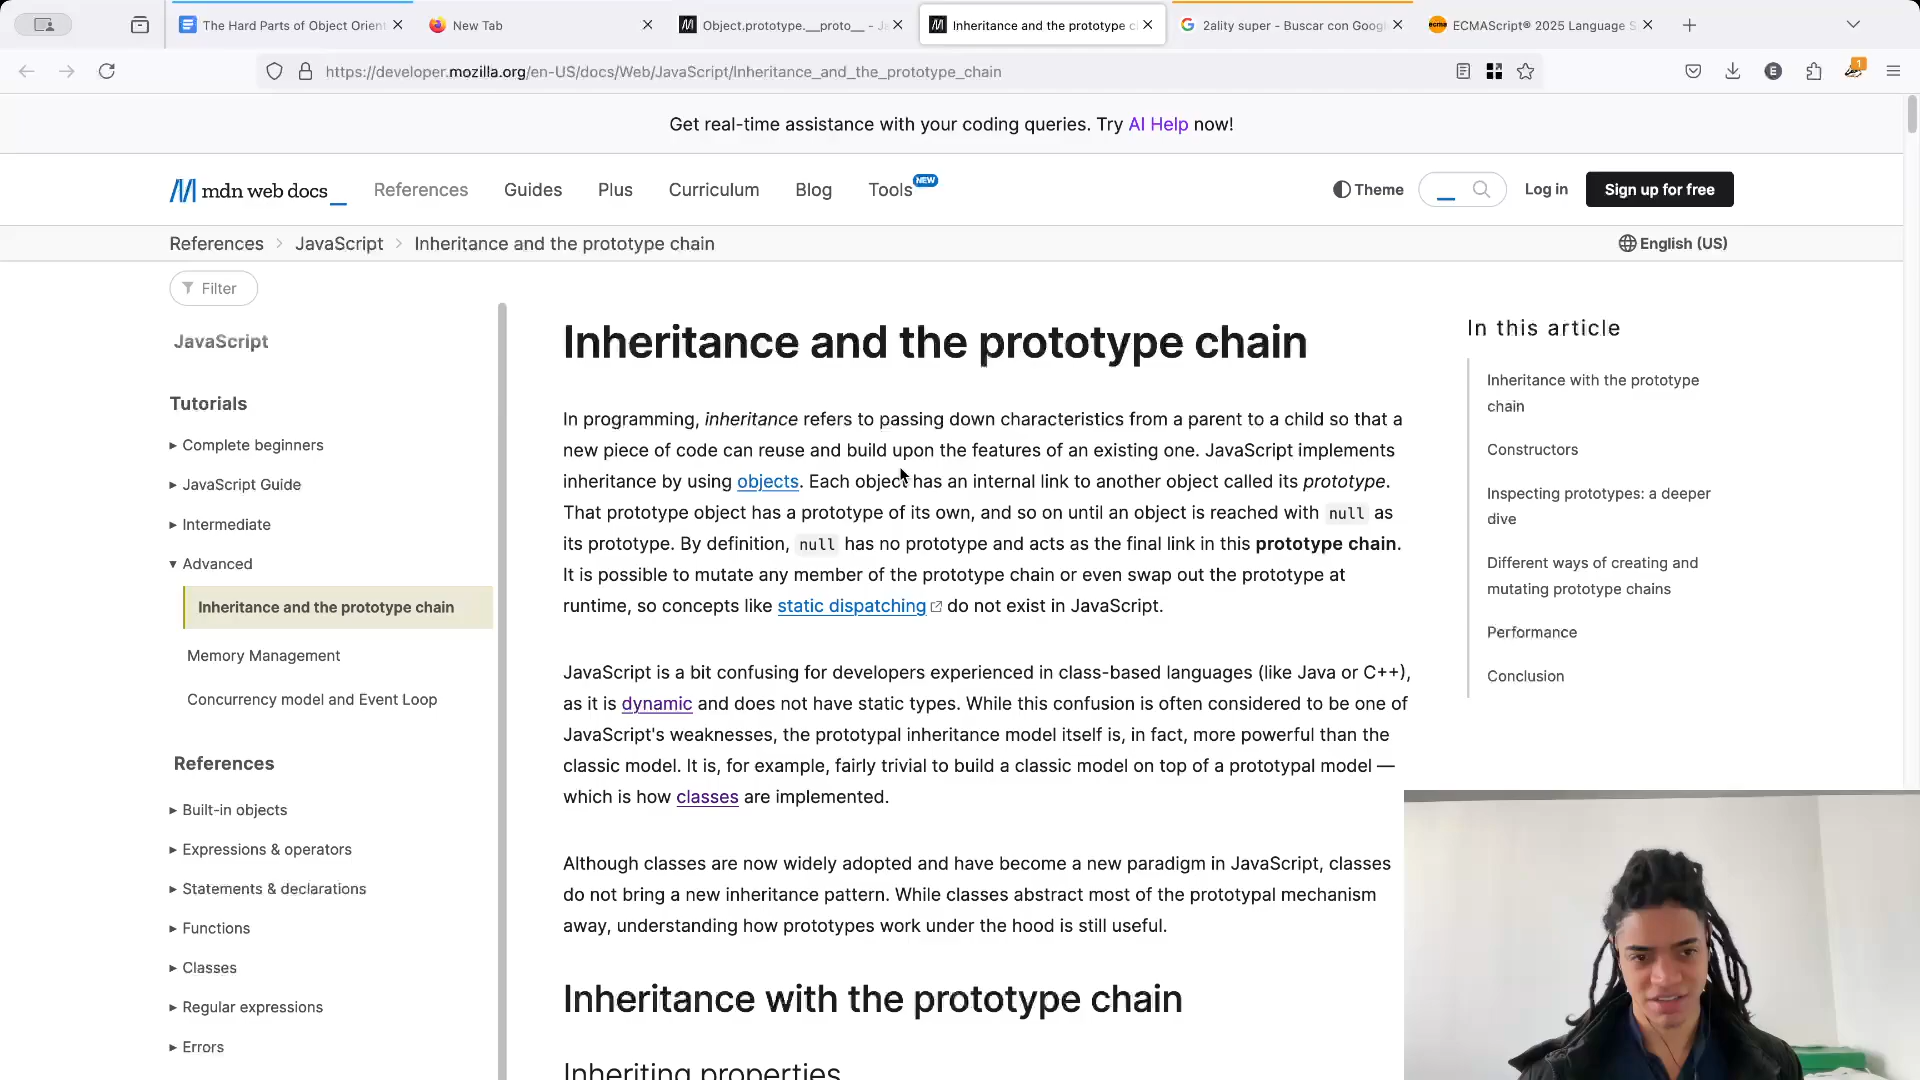 The Hard Parts of Object Orient
New Tab
Object.prototype.__proto__ - Ja
Inheritance and the prototype c
2ality super - Buscar con Googl
ECMAScript® 2025 Language S
https://developer.mozilla.org/en-US/docs/Web/JavaScript/Inheritance_and_the_prototype_chain
E
1
Get real-time assistance with your coding queries. Try AI Help now!
mdn web docs_
References
Guides
Plus
Curriculum
Blog
Tools
NEW
Theme
Log in
Sign up for free
References > JavaScript > Inheritance and the prototype chain
English (US)
Filter
JavaScript
Tutorials
Complete beginners
JavaScript Guide
Intermediate
Advanced
Inheritance and the prototype chain
Memory Management
Concurrency model and Event Loop
References
Built-in objects
Expressions & operators
Statements & declarations
Functions
Classes
Regular expressions
Errors
Inheritance and the prototype chain
In programming, inheritance refers to passing down characteristics from a parent to a child so that a
new piece of code can reuse and build upon the features of an existing one. JavaScript implements
inheritance by using objects. Each object has an internal link to another object called its prototype.
That prototype object has a prototype of its own, and so on until an object is reached with null as
its prototype. By definition, null has no prototype and acts as the final link in this prototype chain.
It is possible to mutate any member of the prototype chain or even swap out the prototype at
runtime, so concepts like static dispatching do not exist in JavaScript.
JavaScript is a bit confusing for developers experienced in class-based languages (like Java or C++),
as it is dynamic and does not have static types. While this confusion is often considered to be one of
JavaScript's weaknesses, the prototypal inheritance model itself is, in fact, more powerful than the
classic model. It is, for example, fairly trivial to build a classic model on top of a prototypal model —
which is how classes are implemented.
Although classes are now widely adopted and have become a new paradigm in JavaScript, classes
do not bring a new inheritance pattern. While classes abstract most of the prototypal mechanism
away, understanding how prototypes work under the hood is still useful.
Inheritance with the prototype chain
Inheriting properties
In this article
Inheritance with the prototype
chain
Constructors
Inspecting prototypes: a deeper
dive
Different ways of creating and
mutating prototype chains
Performance
Conclusion